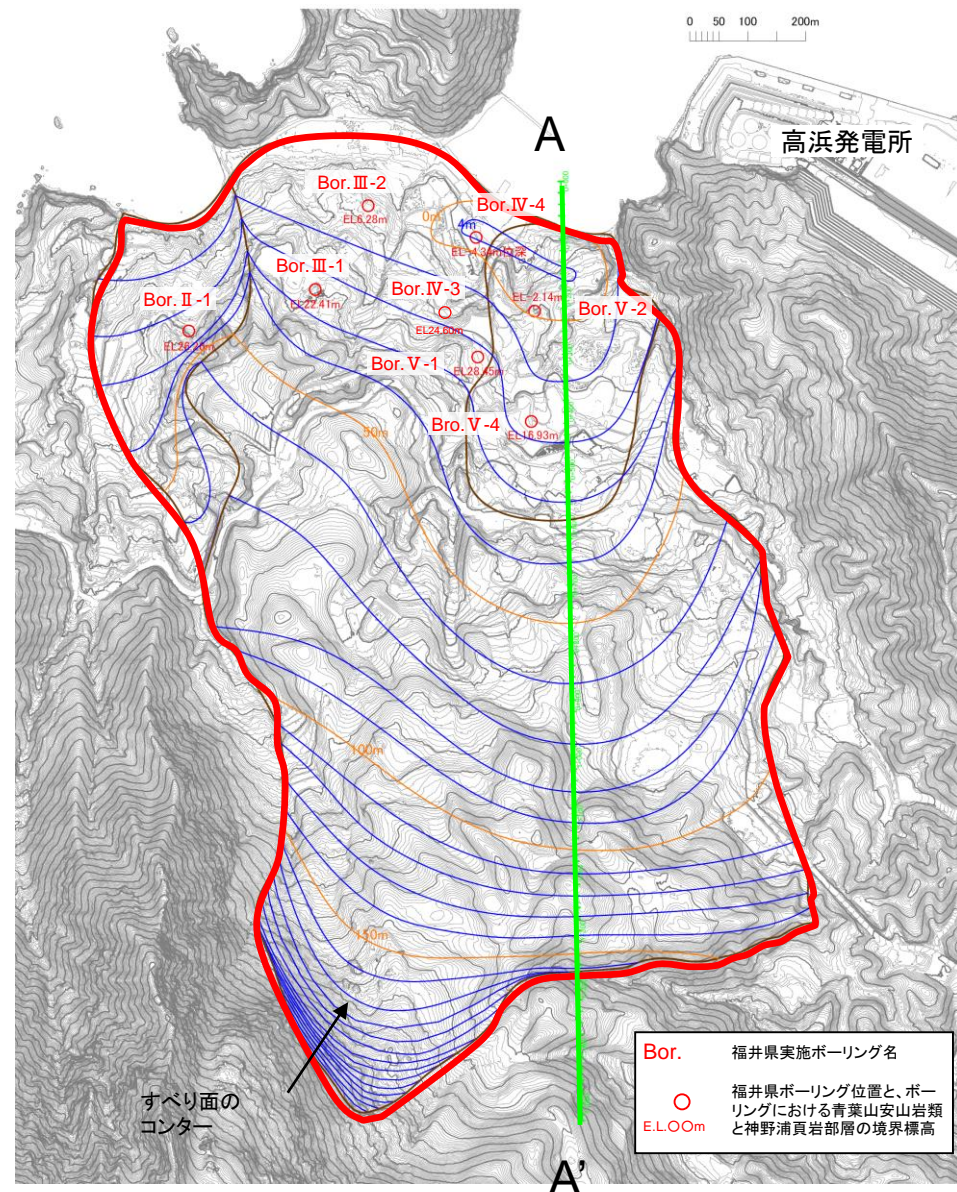 0 50 100 200m
A
高浜発電所
Bor.Ⅲ-2
EL6.28m
Bor.Ⅳ-4
0m
4m
EL-4.34m以深
Bor.Ⅲ-1
EL22.41m
Bor.Ⅳ-3
EL24.60m
EL-2.14m
Bor.Ⅴ-2
Bor.Ⅱ-1
Bor.Ⅴ-1
EL28.45m
Bro.Ⅴ-4
EL16.93m
50m
100m
150m
すべり面の
コンター
A'
Bor.
福井県実施ボーリング名
E.L.○○m
福井県ボーリング位置と、ボー
リングにおける青葉山安山岩類
と神野浦頁岩部層の境界標高